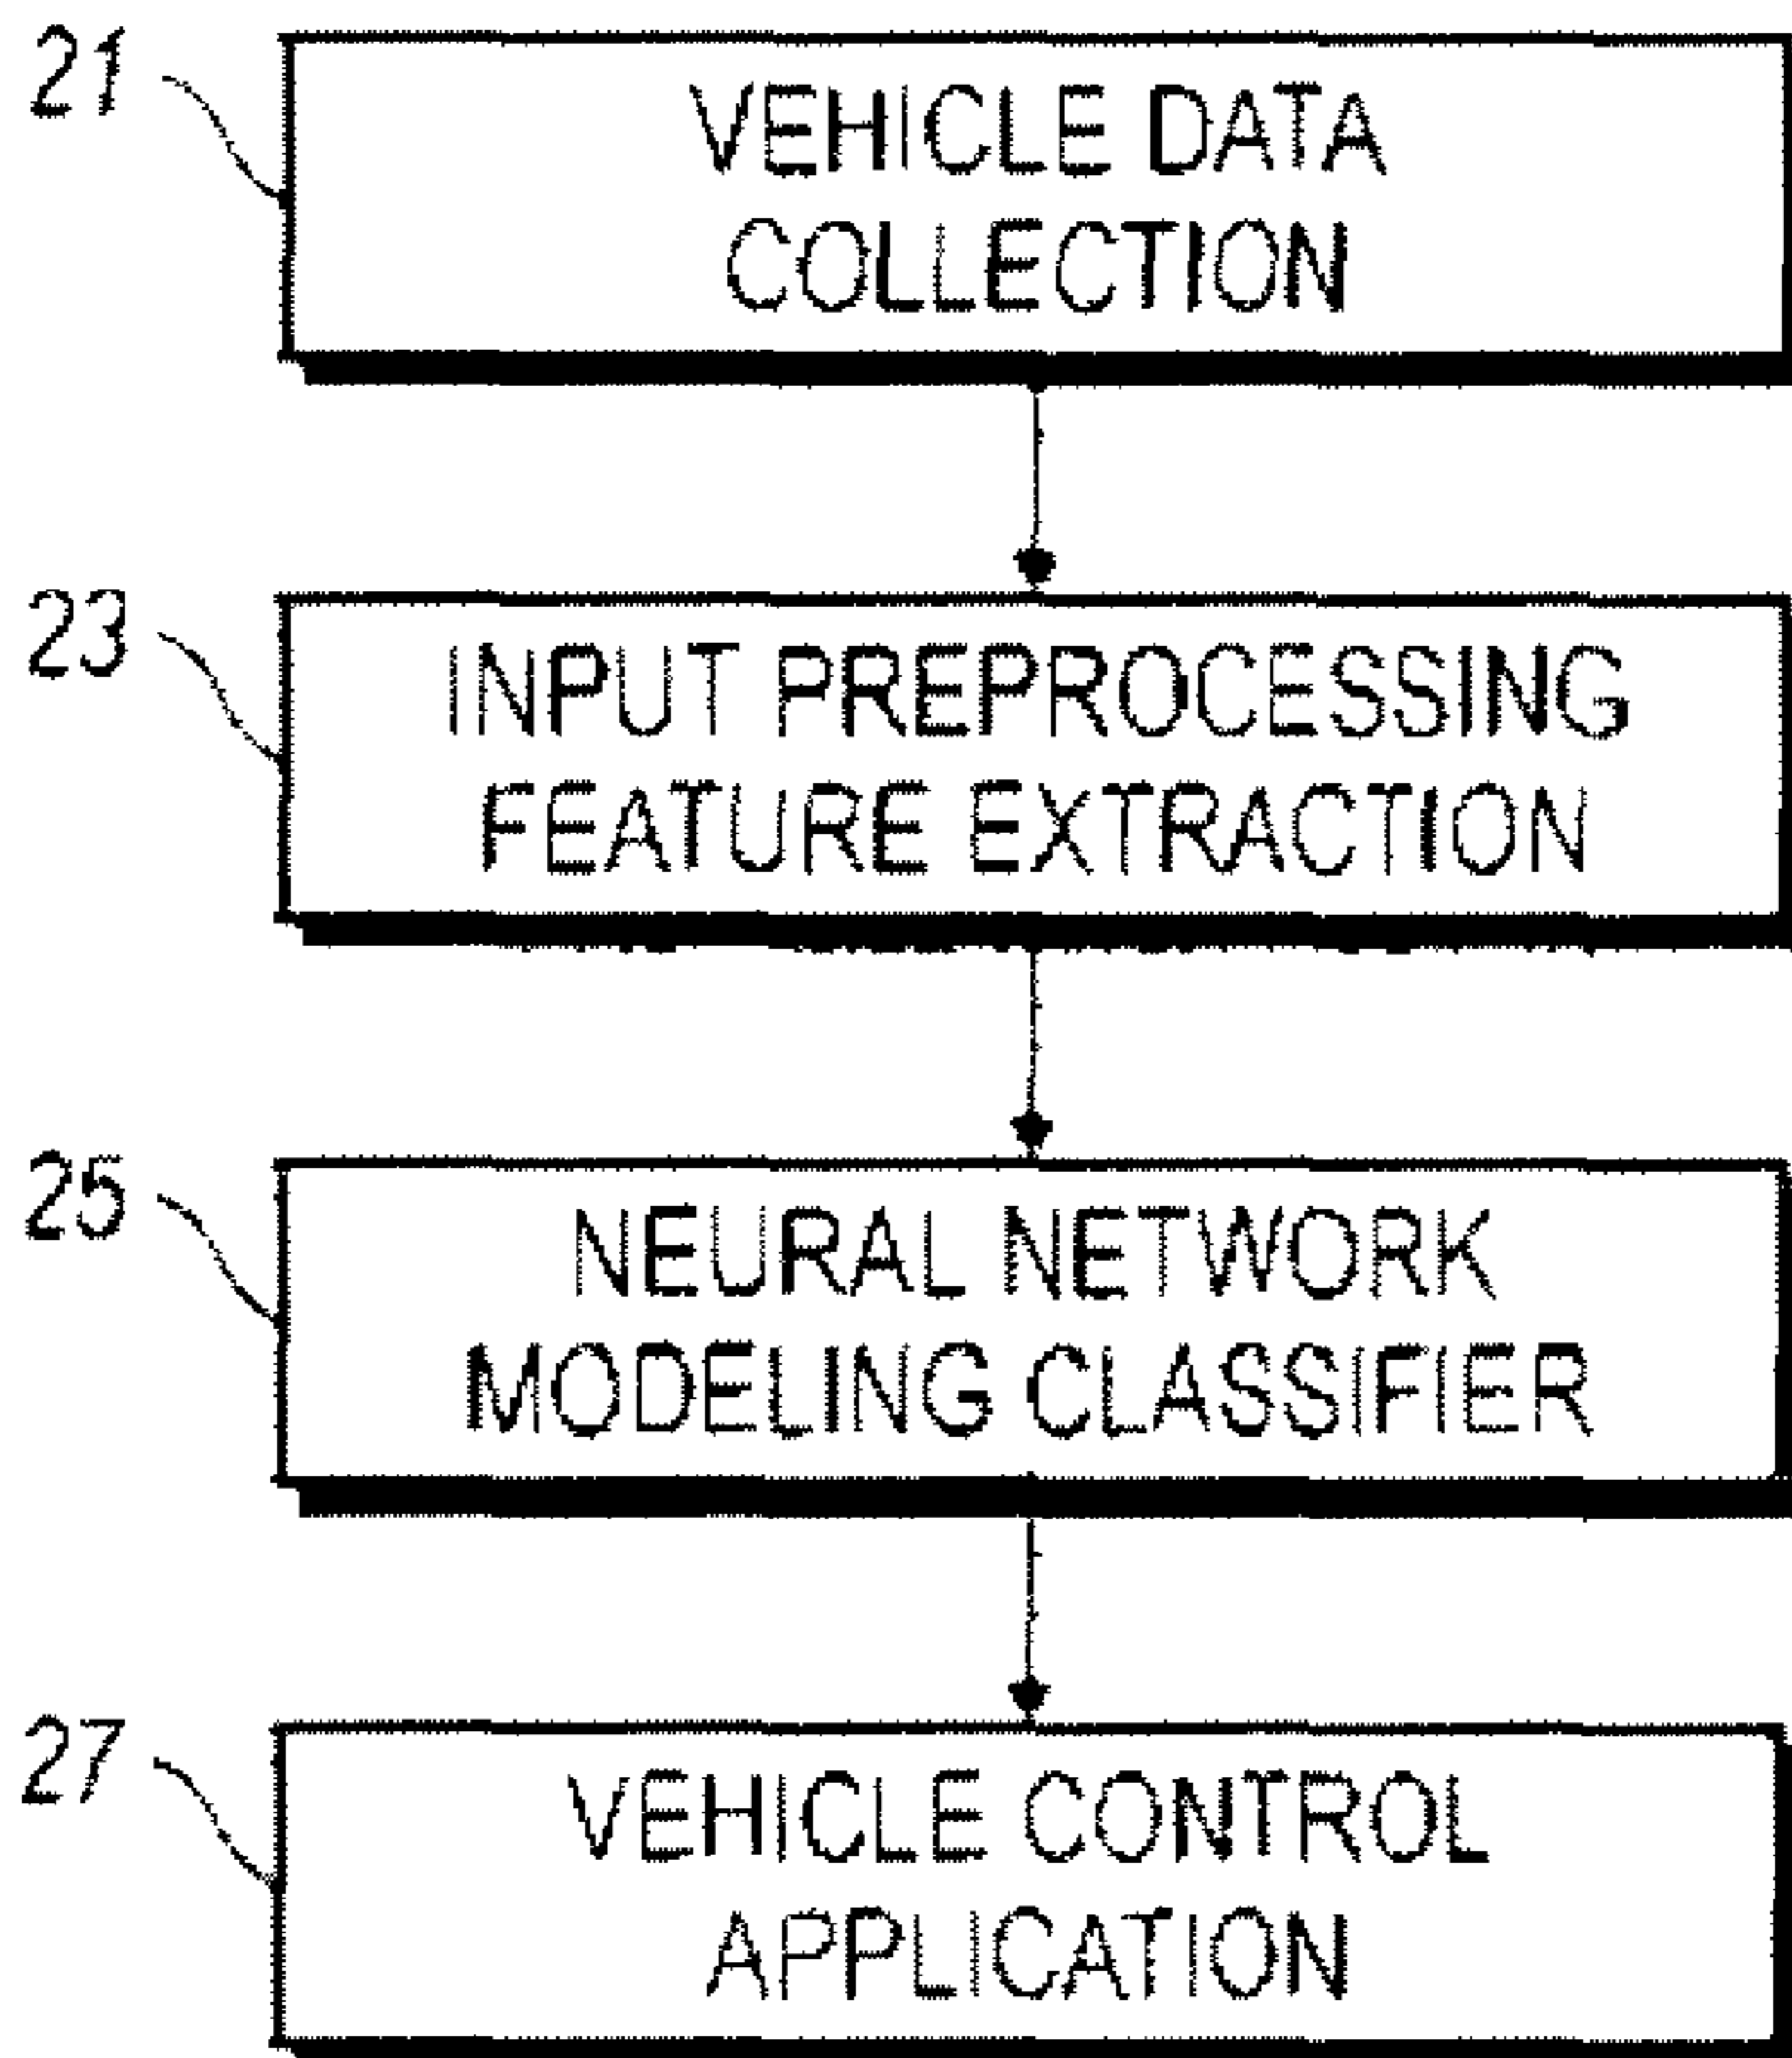 21
VEHICLE DATA
COLLECTION
23
INPUT PREPROCESSING
FEATURE EXTRACTION
25
NEURAL NETWORK
MODELING CLASSIFIER
27
VEHICLE CONTROL
APPLICATION